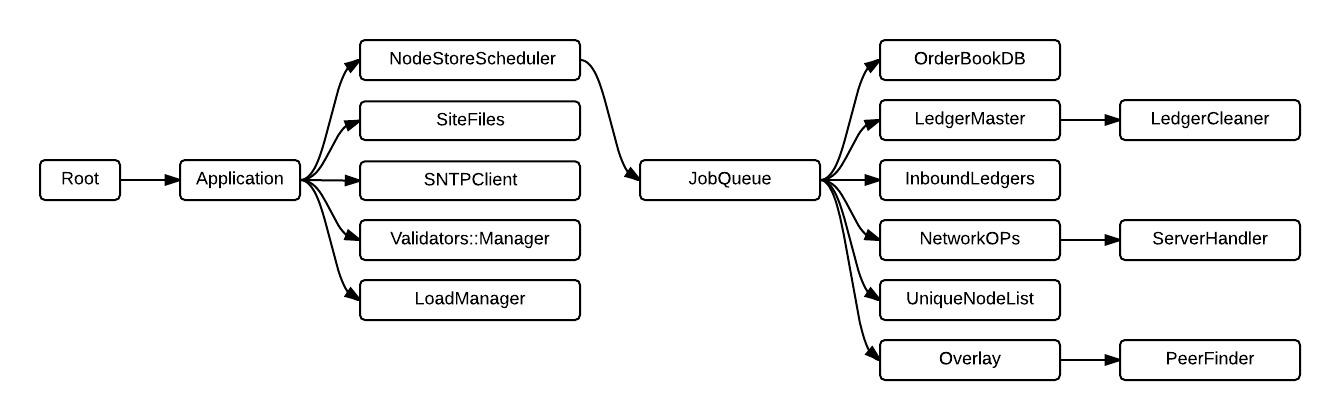 Root
Application
NodeStoreScheduler
SiteFiles
SNTPClient
Validators::Manager
LoadManager
JobQueue
OrderBookDB
LedgerMaster
LedgerCleaner
InboundLedgers
NetworkOPs
ServerHandler
UniqueNodeList
Overlay
PeerFinder